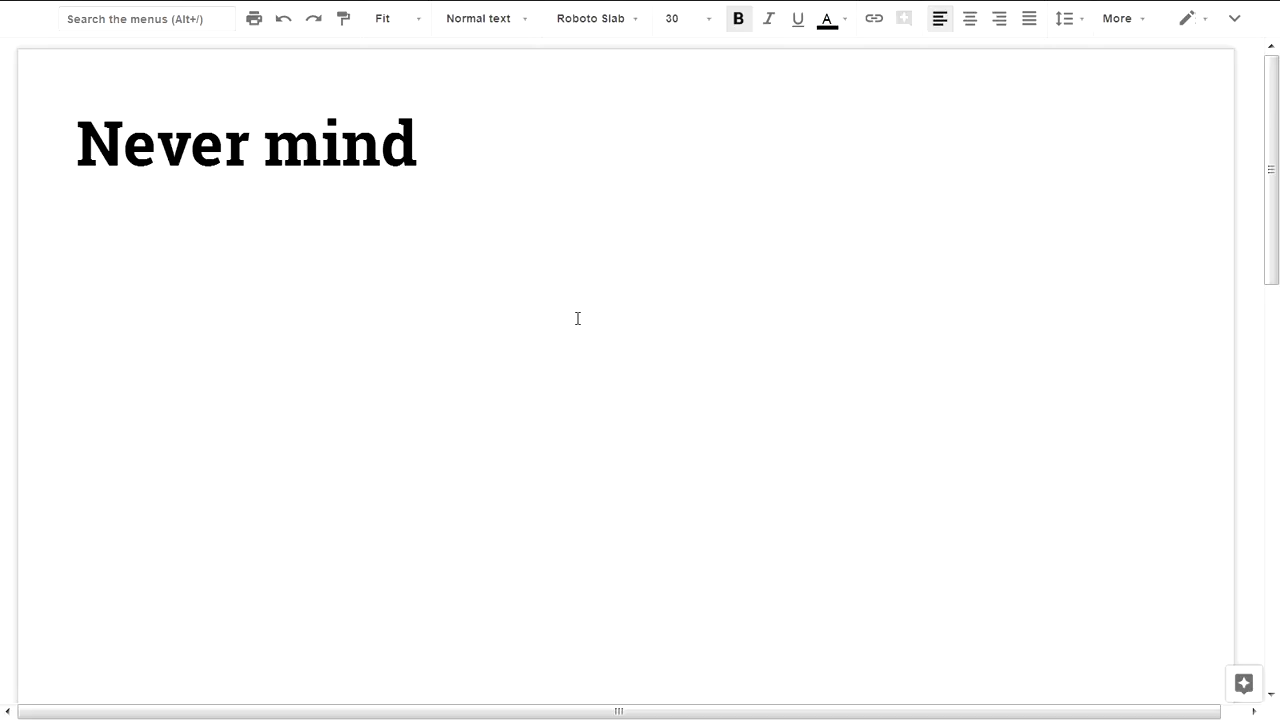 Search the menus (Alt+/) Fit Normal text Roboto Slab 30 B I U A More
Never mind